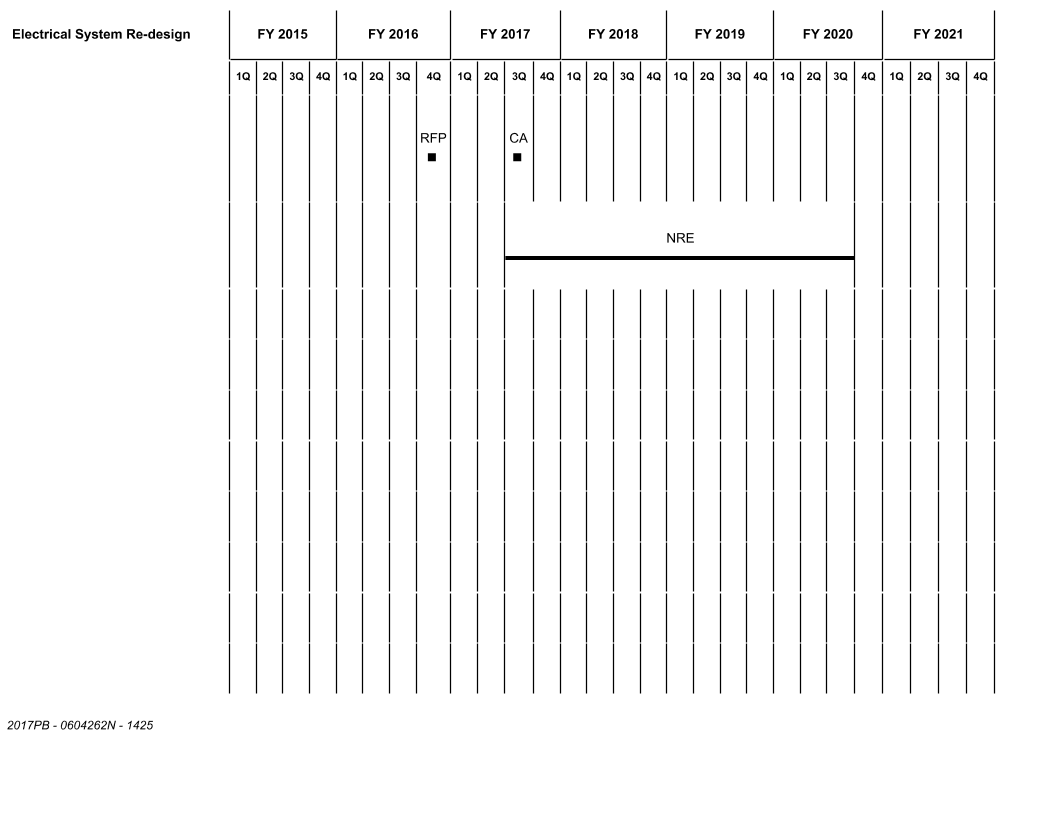 Electrical System Re-design FY 2015 FY 2016 FY 2017 FY 2018 FY 2019 FY 2020 FY 2021
1Q 2Q 3Q 4Q 1Q 2Q 3Q 4Q 1Q 2Q 3Q 4Q 1Q 2Q 3Q 4Q 1Q 2Q 3Q 4Q 1Q 2Q 3Q 4Q 1Q 2Q 3Q 4Q
RFP CA
NRE
2017PB - 0604262N - 1425